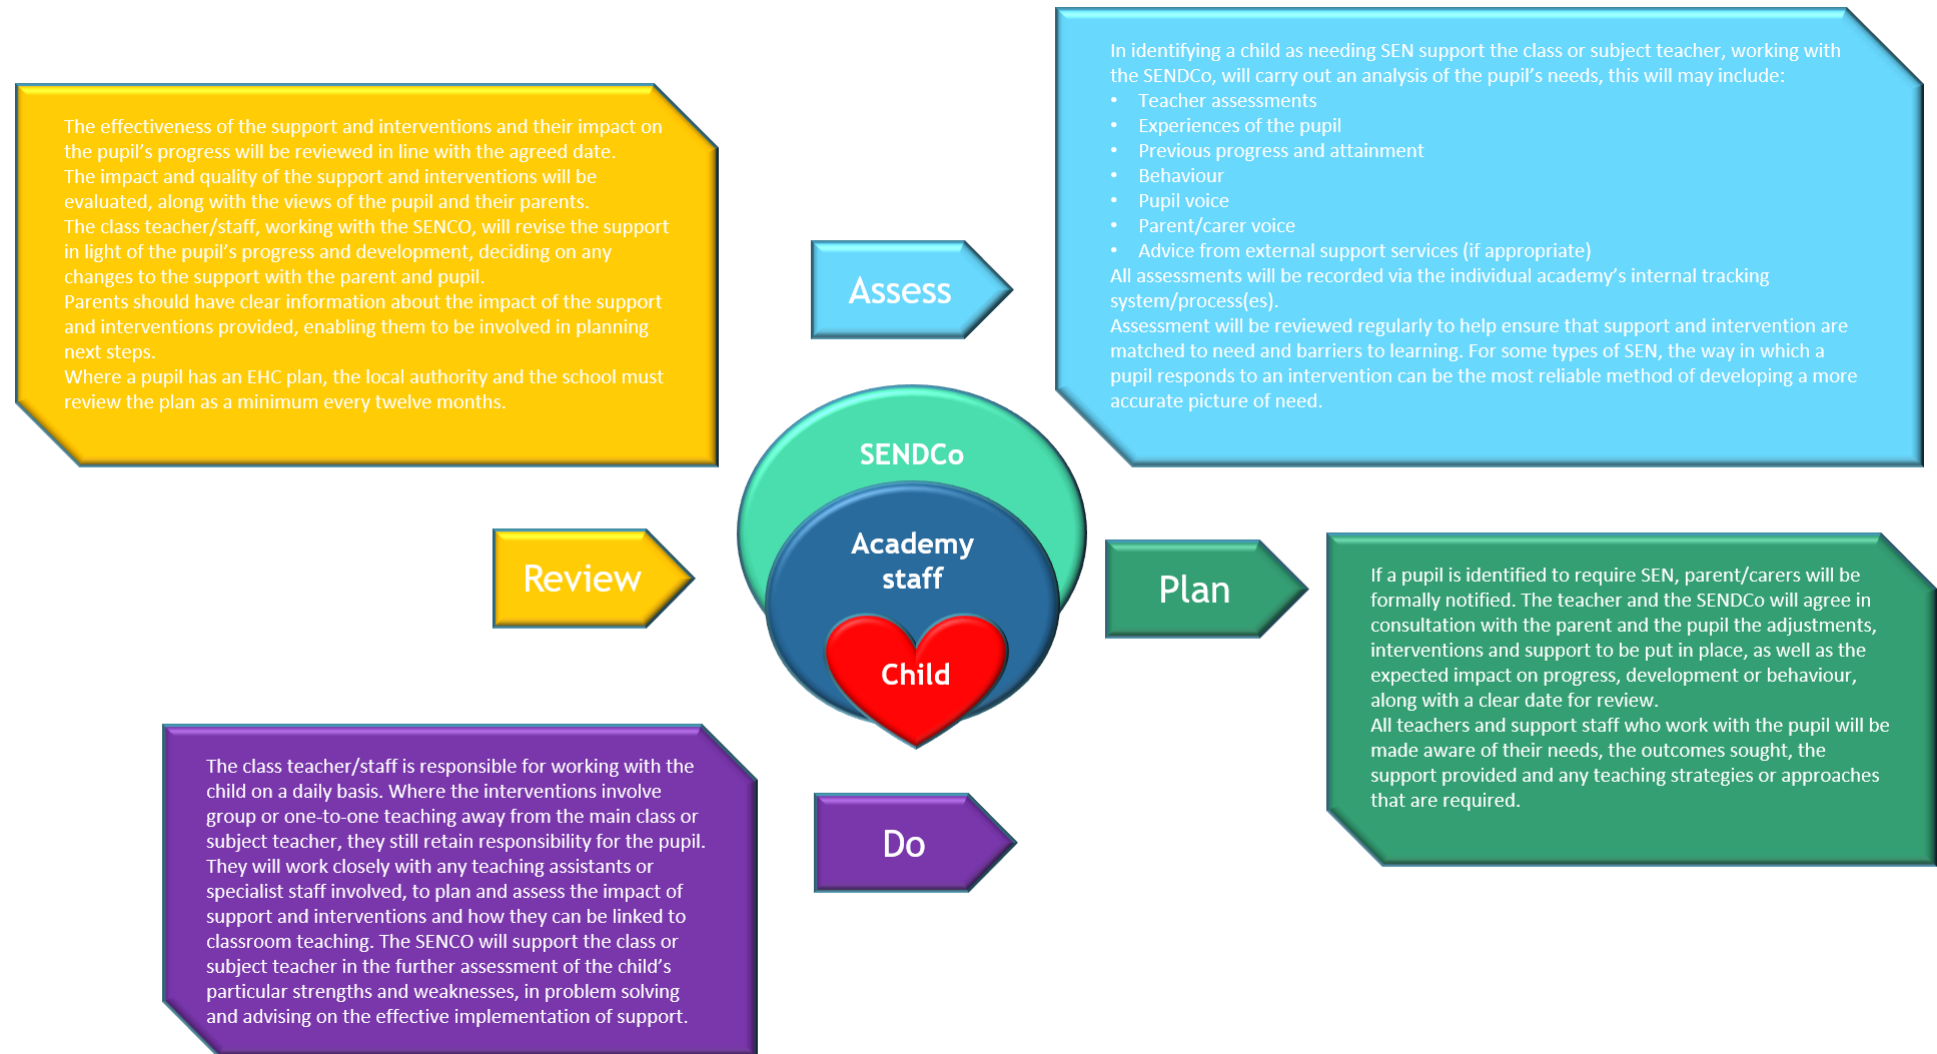 In identifying a child as needing SEN support the class or subject teacher, working with
the SENDCo, will carry out an analysis of the pupil’s needs, this will may include:
• Teacher assessments
• Experiences of the pupil
• Previous progress and attainment
• Behaviour
• Pupil voice
• Parent/carer voice
• Advice from external support services (if appropriate)
All assessments will be recorded via the individual academy’s internal tracking
system/process(es).
Assessment will be reviewed regularly to help ensure that support and intervention are
matched to need and barriers to learning. For some types of SEN, the way in which a
pupil responds to an intervention can be the most reliable method of developing a more
accurate picture of need.
The effectiveness of the support and interventions and their impact on
the pupil’s progress will be reviewed in line with the agreed date.
The impact and quality of the support and interventions will be
evaluated, along with the views of the pupil and their parents.
The class teacher/staff, working with the SENCO, will revise the support
in light of the pupil’s progress and development, deciding on any
changes to the support with the parent and pupil.
Parents should have clear information about the impact of the support
and interventions provided, enabling them to be involved in planning
next steps.
Where a pupil has an EHC plan, the local authority and the school must
review the plan as a minimum every twelve months.
Assess
SENDCo
Academy
staff
Child
Review
Plan
If a pupil is identified to require SEN, parent/carers will be
formally notified. The teacher and the SENDCo will agree in
consultation with the parent and the pupil the adjustments,
interventions and support to be put in place, as well as the
expected impact on progress, development or behaviour,
along with a clear date for review.
All teachers and support staff who work with the pupil will be
made aware of their needs, the outcomes sought, the
support provided and any teaching strategies or approaches
that are required.
The class teacher/staff is responsible for working with the
child on a daily basis. Where the interventions involve
group or one-to-one teaching away from the main class or
subject teacher, they still retain responsibility for the pupil.
They will work closely with any teaching assistants or
specialist staff involved, to plan and assess the impact of
support and interventions and how they can be linked to
classroom teaching. The SENCO will support the class or
subject teacher in the further assessment of the child’s
particular strengths and weaknesses, in problem solving
and advising on the effective implementation of support.
Do